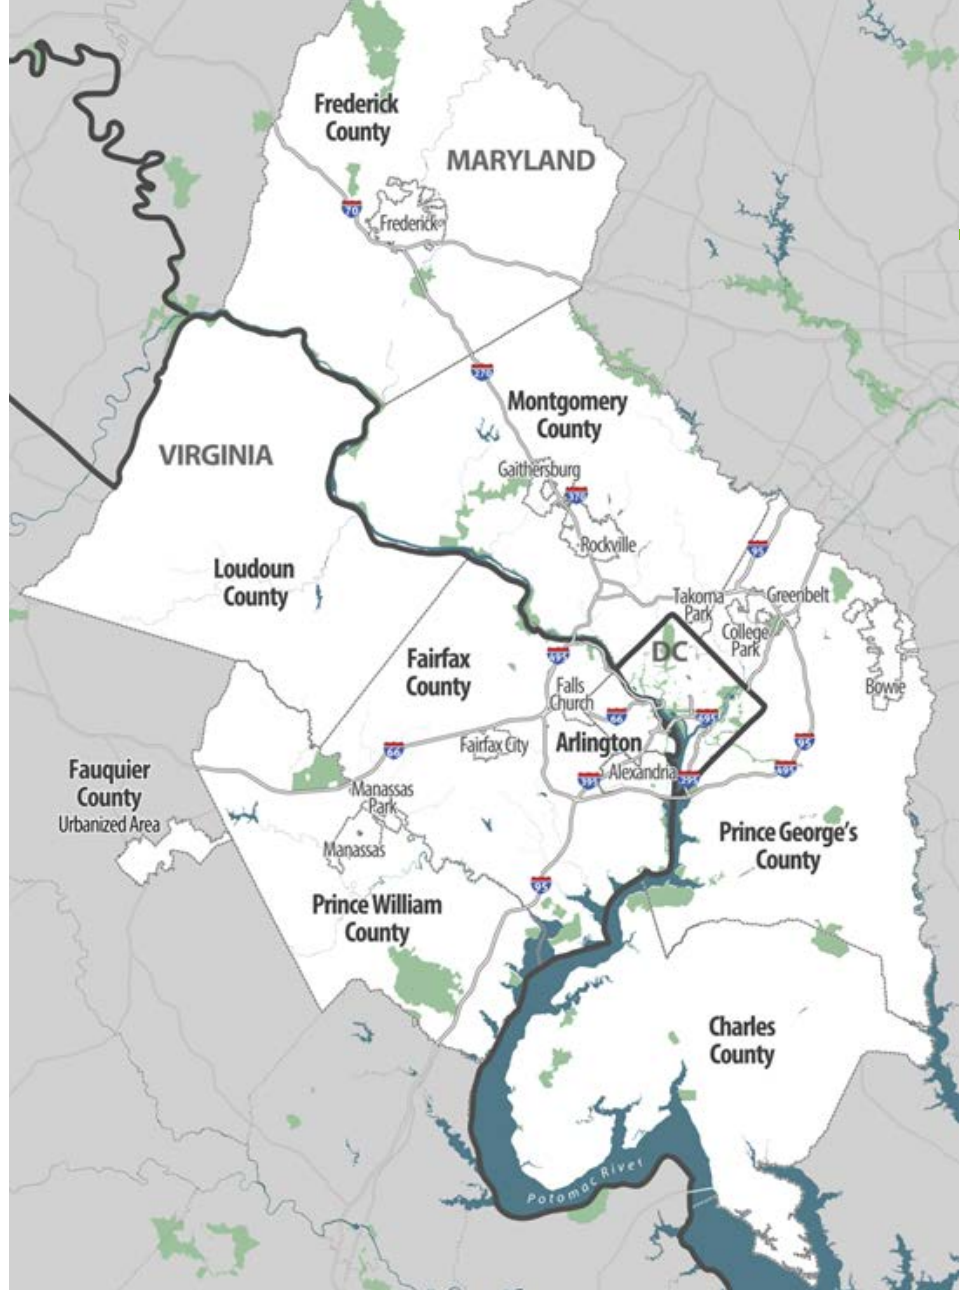 Frederick
County
MARYLAND
70
Frederick
270
Montgomery
County
VIRGINIA
Gaithersburg
370
Rockville
95
Loudoun
County
Takoma
Park
Greenbelt
College
Park
DC
495
Fairfax
County
Falls
Church
Bowie
66
695
Arlington
Fairfax City
66
95
Fauquier
County
Urbanized Area
Alexandria
395
295
495
Manassas
Park
Manassas
Prince George's
County
95
Prince William
County
Charles
County
Potomac River